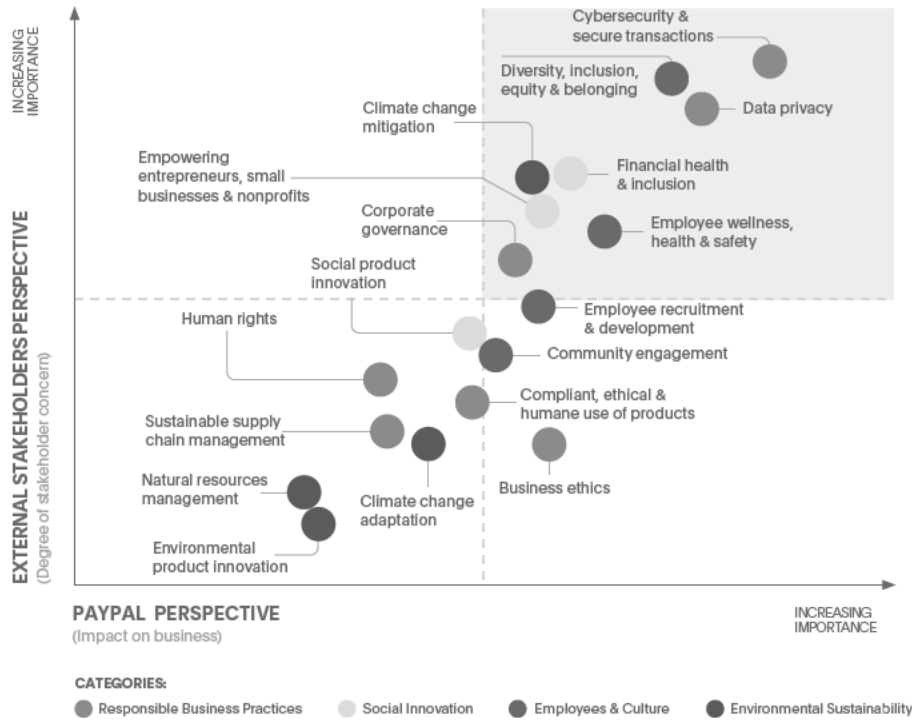 INCREASING
IMPORTANCE
EXTERNAL STAKEHOLDERS PERSPECTIVE
(Degree of stakeholder concern)
Cybersecurity &
secure transactions
Diversity, inclusion,
equity & belonging
Data privacy
Climate change
mitigation
Empowering
entrepreneurs, small
businesses & nonprofits
Financial health
& inclusion
Corporate
governance
Employee wellness,
health & safety
Social product
innovation
Human rights
Employee recruitment
& development
Community engagement
Compliant, ethical &
humane use of products
Sustainable supply
chain management
Business ethics
Natural resources
management
Climate change
adaptation
Environmental
product innovation
PAYPAL PERSPECTIVE
(Impact on business)
INCREASING
IMPORTANCE
CATEGORIES:
Responsible Business Practices
Social Innovation
Employees & Culture
Environmental Sustainability